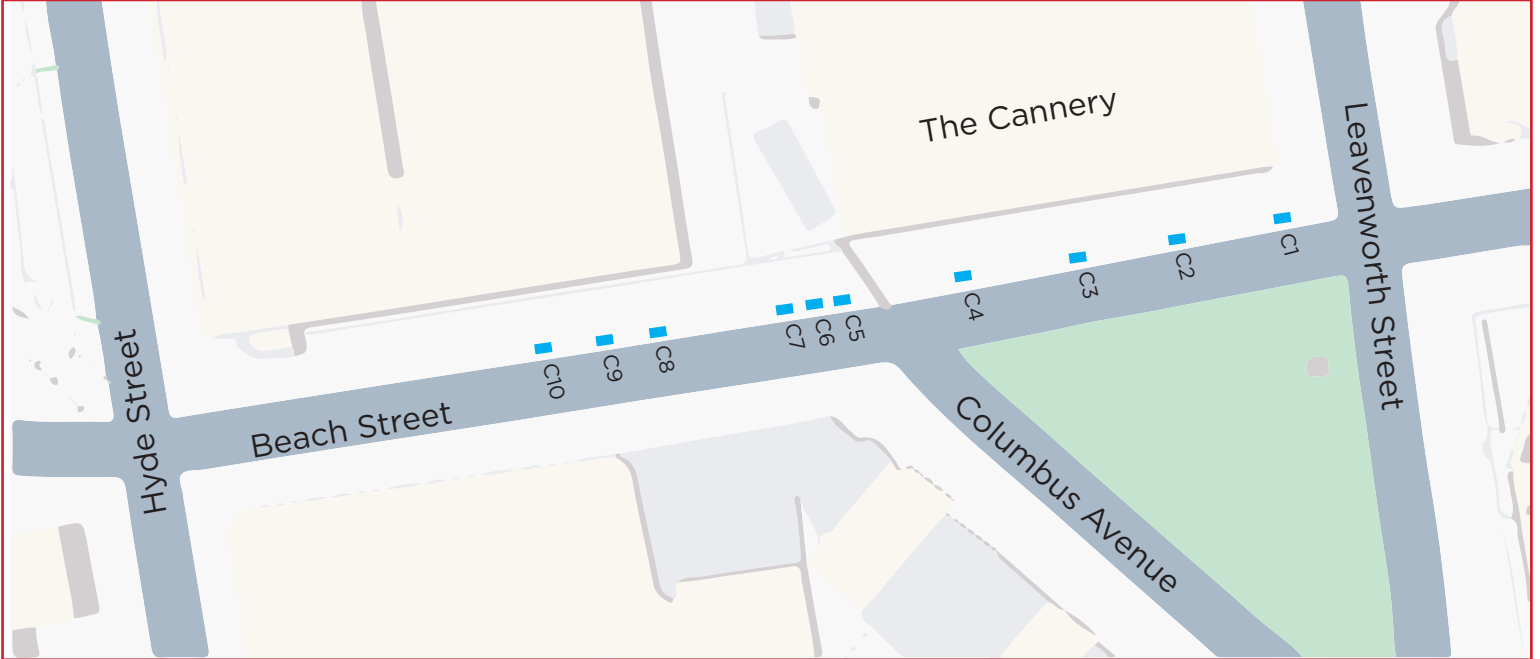 The Cannery
Leavenworth Street
C1
C2
C3
C4
C5
C6
C7
C8
C9
C10
Hyde Street
Beach Street
Columbus Avenue